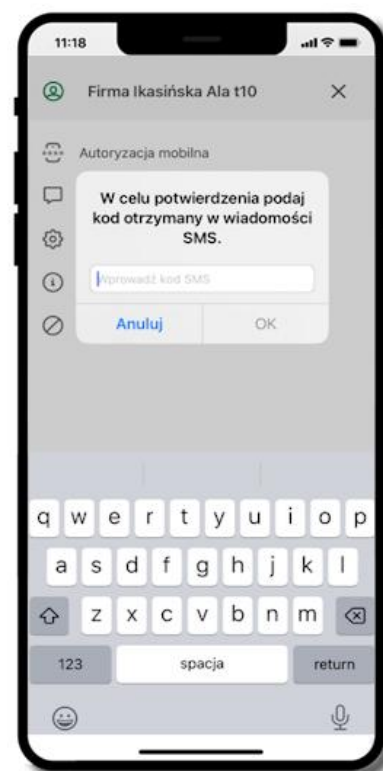 11:18
Firma Ikasińska Ala t10
Autoryzacja mobilna
W celu potwierdzenia podaj
kod otrzymany w wiadomości
SMS.
Wprowadź kod SMS
Anuluj OK
q w e r t y u i o p
a s d f g h j k l
z x c v b n m
123 spacja return